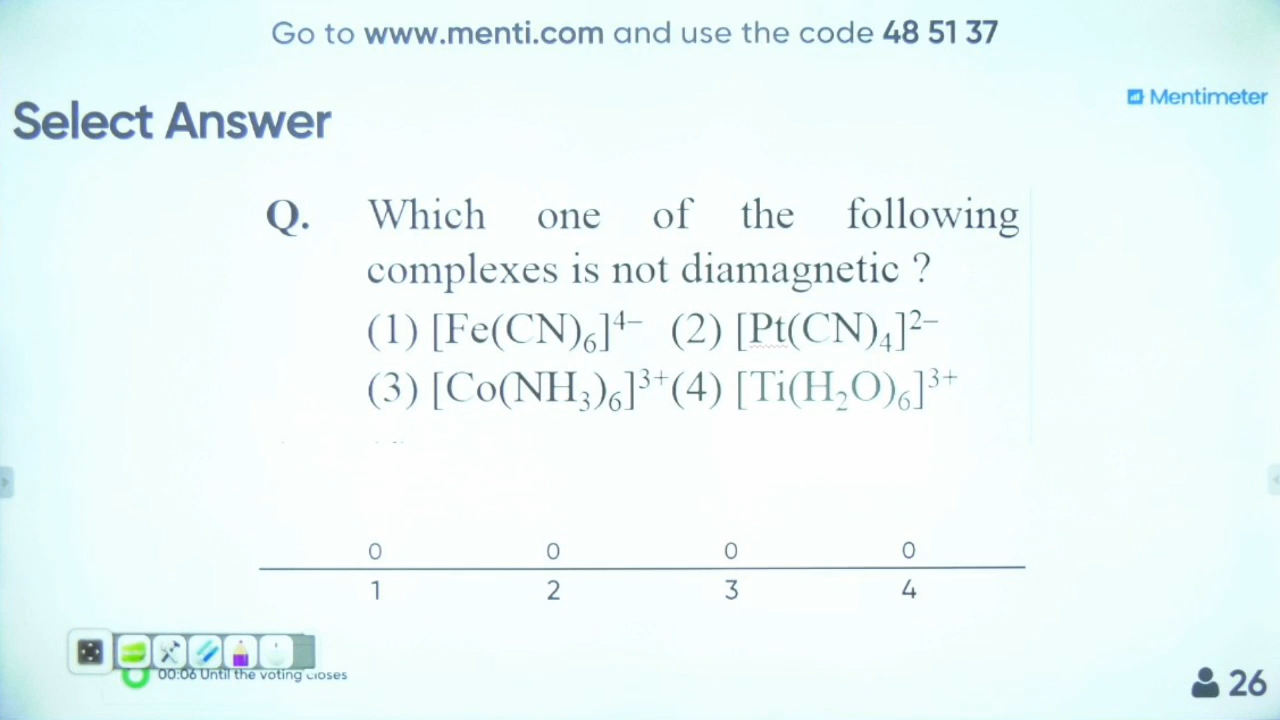 Go to www.menti.com and use the code 48 51 37
Mentimeter
Select Answer
Q. Which one of the following
complexes is not diamagnetic ?
(1) [Fe(CN)₆]⁴⁻ (2) [Pt(CN)₄]²⁻
(3) [Co(NH₃)₆]³⁺(4) [Ti(H₂O)₆]³⁺
0 0 0 0
1 2 3 4
00:06 Until the voting closes
26